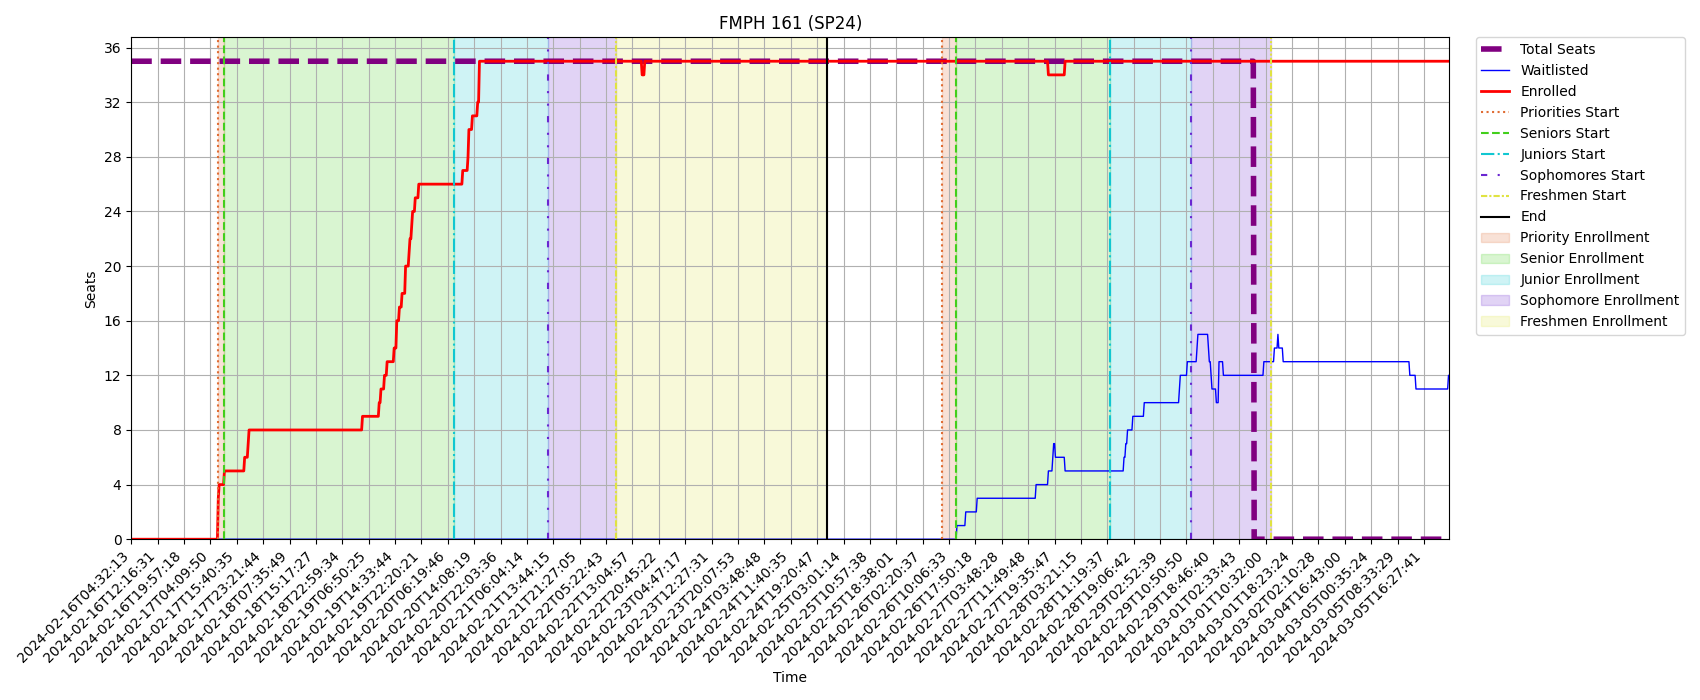 FMPH 161 (SP24)
Seats
36
32
28
24
20
16
12
8
4
0
2024-02-16T04:32:13
2024-02-16T12:16:31
2024-02-16T19:57:18
2024-02-17T04:09:50
2024-02-17T15:40:35
2024-02-17T23:21:44
2024-02-18T07:35:49
2024-02-18T15:17:27
2024-02-18T22:59:34
2024-02-19T06:50:25
2024-02-19T14:33:44
2024-02-19T22:20:21
2024-02-20T06:19:46
2024-02-20T14:08:19
2024-02-20T22:03:36
2024-02-21T06:04:14
2024-02-21T13:44:15
2024-02-21T21:27:05
2024-02-22T05:22:43
2024-02-22T13:04:57
2024-02-22T20:45:22
2024-02-23T04:47:17
2024-02-23T12:27:31
2024-02-23T20:07:53
2024-02-24T03:48:48
2024-02-24T11:40:35
2024-02-24T19:20:47
2024-02-25T03:01:14
2024-02-25T10:57:38
2024-02-25T18:38:01
2024-02-26T02:20:37
2024-02-26T10:06:33
2024-02-26T17:50:18
2024-02-27T03:48:28
2024-02-27T11:49:48
2024-02-27T19:35:47
2024-02-28T03:21:15
2024-02-28T11:19:37
2024-02-28T19:06:42
2024-02-29T02:52:39
2024-02-29T10:50:50
2024-02-29T18:46:40
2024-03-01T02:33:43
2024-03-01T10:32:00
2024-03-01T18:23:24
2024-03-02T02:10:28
2024-03-04T16:43:00
2024-03-05T00:35:24
2024-03-05T08:33:29
2024-03-05T16:27:41
Time
Total Seats
Waitlisted
Enrolled
Priorities Start
Seniors Start
Juniors Start
Sophomores Start
Freshmen Start
End
Priority Enrollment
Senior Enrollment
Junior Enrollment
Sophomore Enrollment
Freshmen Enrollment